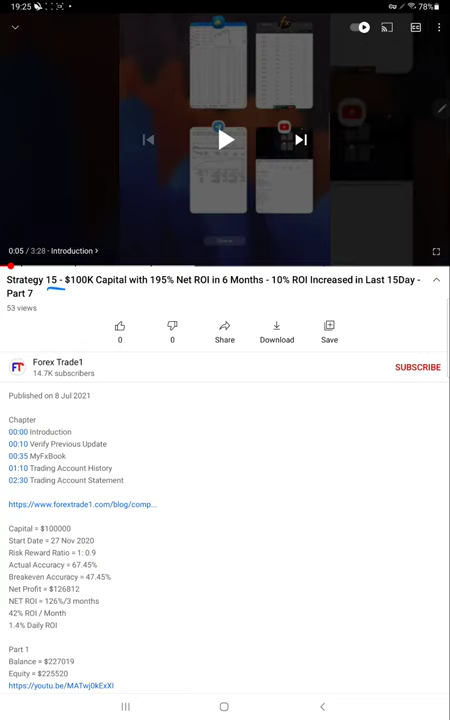 19:25
78%
0:05 / 3:28 · Introduction >
Strategy 15 - $100K Capital with 195% Net ROI in 6 Months - 10% ROI Increased in Last 15Day -
Part 7
53 views
0
0
Share
Download
Save
FT
Forex Trade1
14.7K subscribers
SUBSCRIBE
Published on 8 Jul 2021
Chapter
00:00 Introduction
00:10 Verify Previous Update
00:35 MyFxBook
01:10 Trading Account History
02:30 Trading Account Statement
https://www.forextrade1.com/blog/comp...
Capital = $100000
Start Date = 27 Nov 2020
Risk Reward Ratio = 1: 0.9
Actual Accuracy = 67.45%
Breakeven Accuracy = 47.45%
Net Profit = $126812
NET ROI = 126%/3 months
42% ROI / Month
1.4% Daily ROI
Part 1
Balance = $227019
Equity = $225520
https://youtu.be/MATwj0kExXI